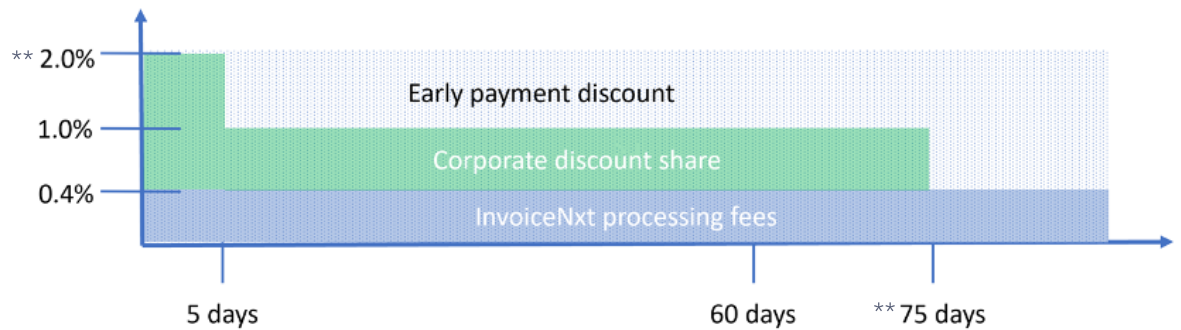 ** 2.0%
Early payment discount
1.0%
Corporate discount share
0.4%
InvoiceNxt processing fees
5 days
60 days
** 75 days